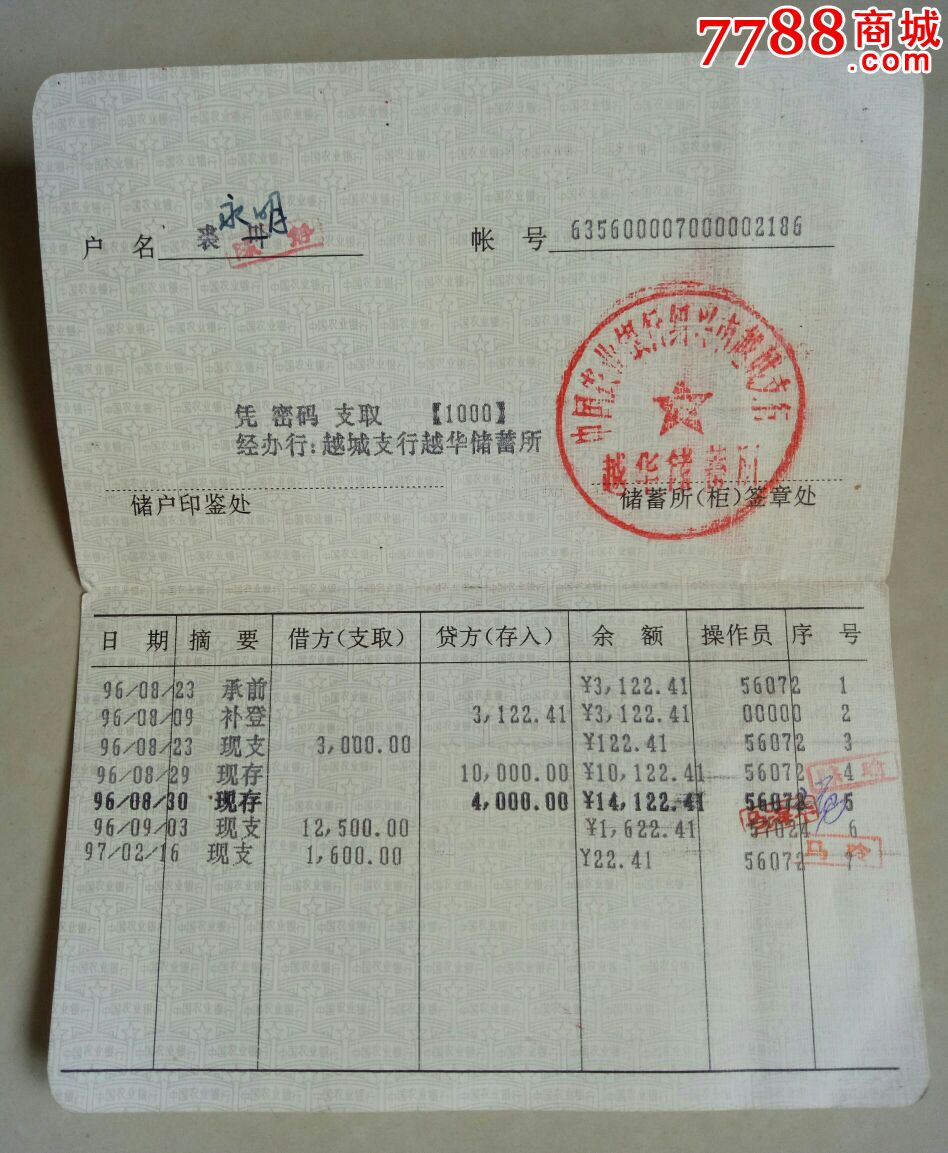 7788商城
.com
永明
户名 裘
帐号 635600007000002186
凭 密码 支取 【1000】
经办行:越城支行越华储蓄所
越华储蓄所
储户印鉴处
储蓄所(柜)签章处
日期 摘要 借方(支取) 贷方(存入) 余额 操作员 序号
96/08/23 承前 ¥3,122.41 56072 1
96/08/09 补登 3,122.41 ¥3,122.41 00000 2
96/08/23 现支 3,000.00 ¥122.41 56072 3
96/08/29 现存 10,000.00 ¥10,122.41 56072 4
96/08/30 现存 4,000.00 ¥14,122.41 56072 5
96/09/03 现支 12,500.00 ¥1,622.41 57024 6
97/02/16 现支 1,600.00 ¥22.41 56072 7
马玲